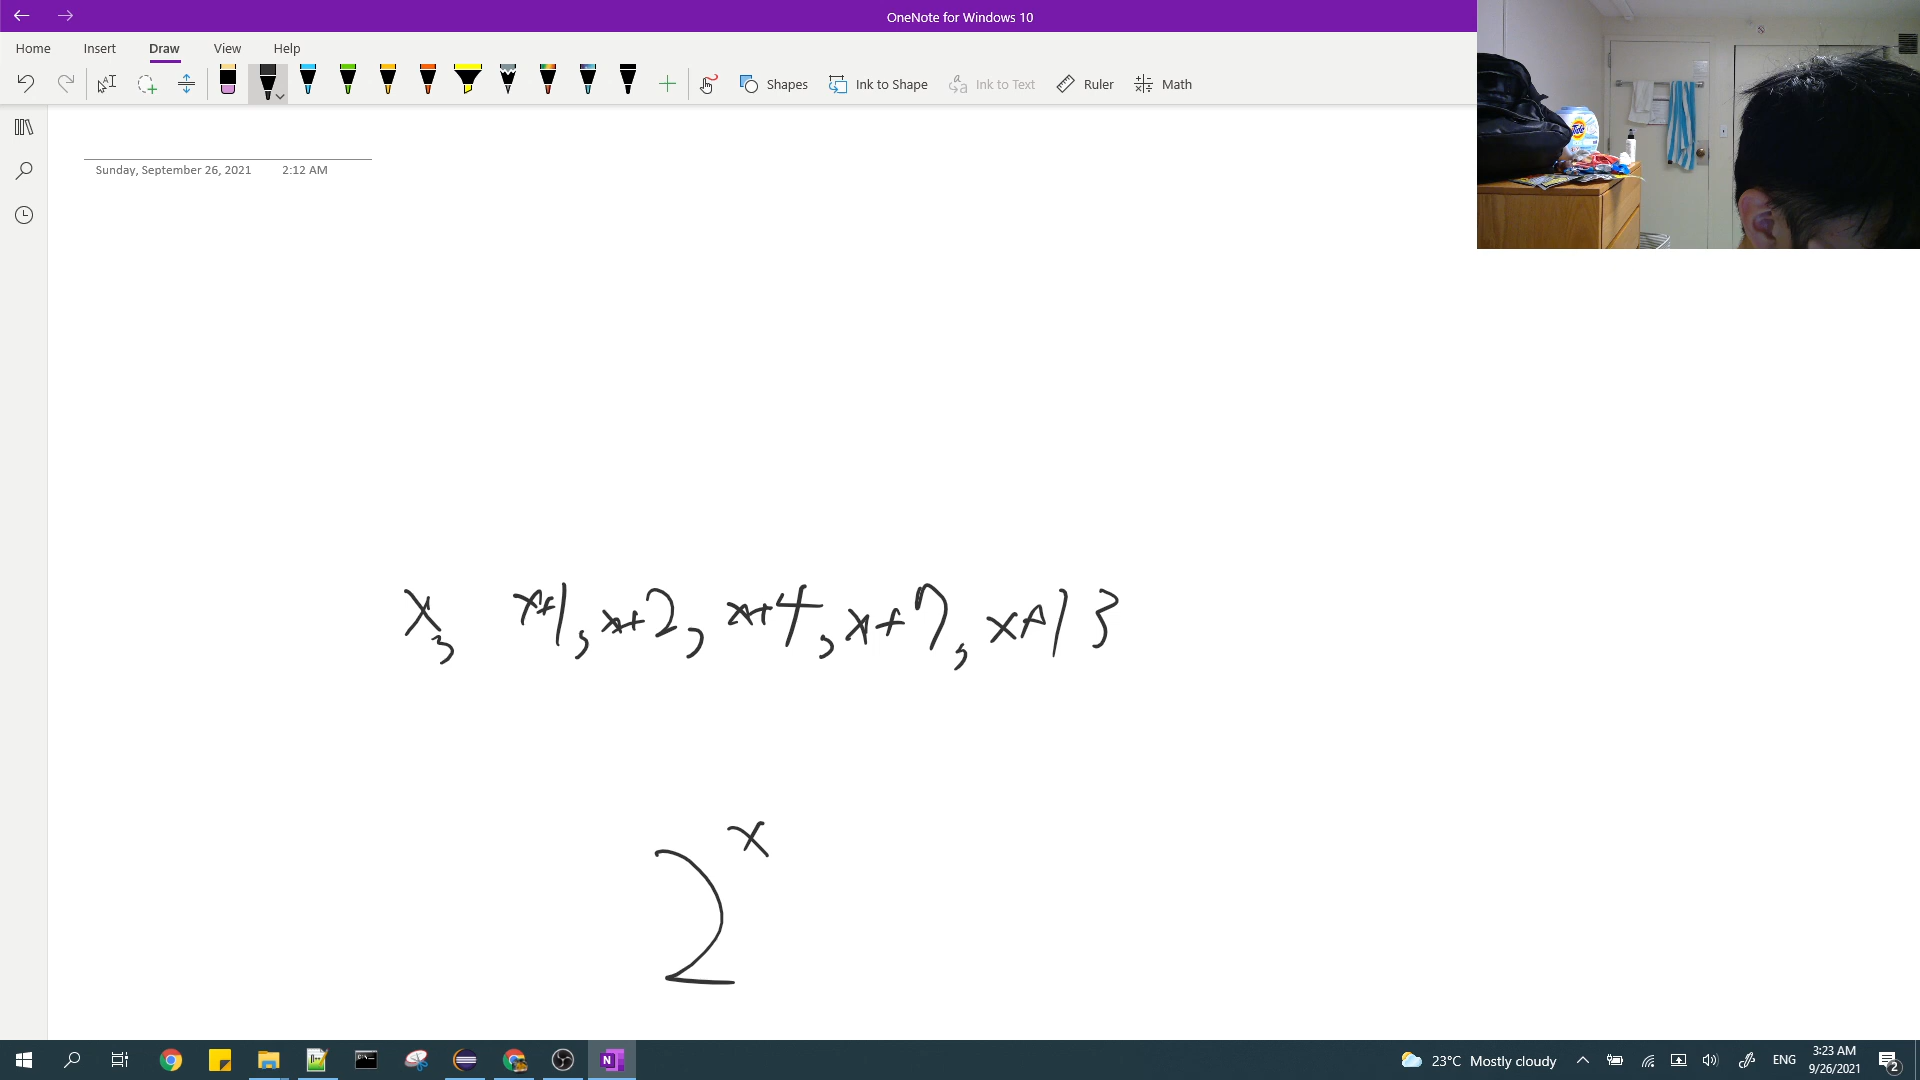 OneNote for Windows 10
Home Insert Draw View Help
Shapes Ink to Shape Ink to Text Ruler Math
Sunday, September 26, 2021 2:12 AM
Tide
x, x+1, x+2, x+4, x+7, x+13
2^x
23°C Mostly cloudy ENG 3:23 AM
9/26/2021
2